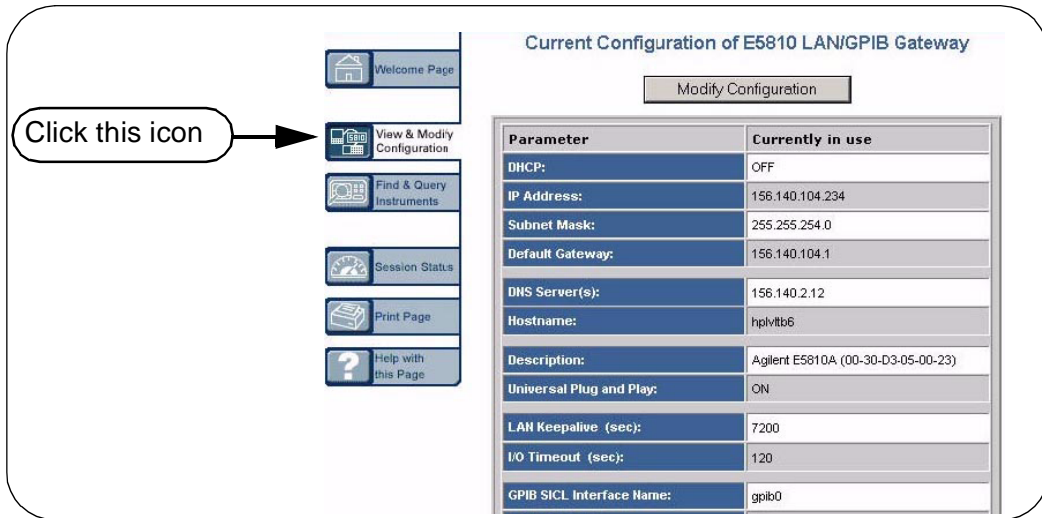 Current Configuration of E5810 LAN/GPIB Gateway
Welcome Page
Modify Configuration
Click this icon
View & Modify
Configuration
Find & Query
Instruments
Session Status
Print Page
Help with
this Page
Parameter Currently in use
DHCP: OFF
IP Address: 156.140.104.234
Subnet Mask: 255.255.254.0
Default Gateway: 156.140.104.1
DNS Server(s): 156.140.2.12
Hostname: hplvttb6
Description: Agilent E5810A (00-30-D3-05-00-23)
Universal Plug and Play: ON
LAN Keepalive (sec): 7200
I/O Timeout (sec): 120
GPIB SICL Interface Name: gpib0